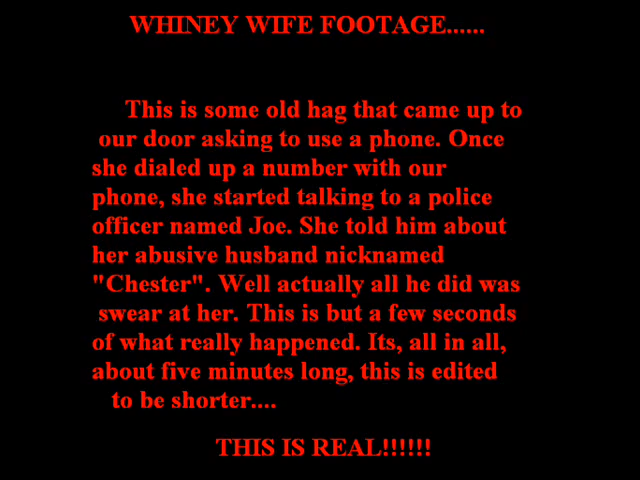 WHINEY WIFE FOOTAGE......
This is some old hag that came up to
our door asking to use a phone. Once
she dialed up a number with our
phone, she started talking to a police
officer named Joe. She told him about
her abusive husband nicknamed
"Chester". Well actually all he did was
swear at her. This is but a few seconds
of what really happened. Its, all in all,
about five minutes long, this is edited
to be shorter....
THIS IS REAL!!!!!!